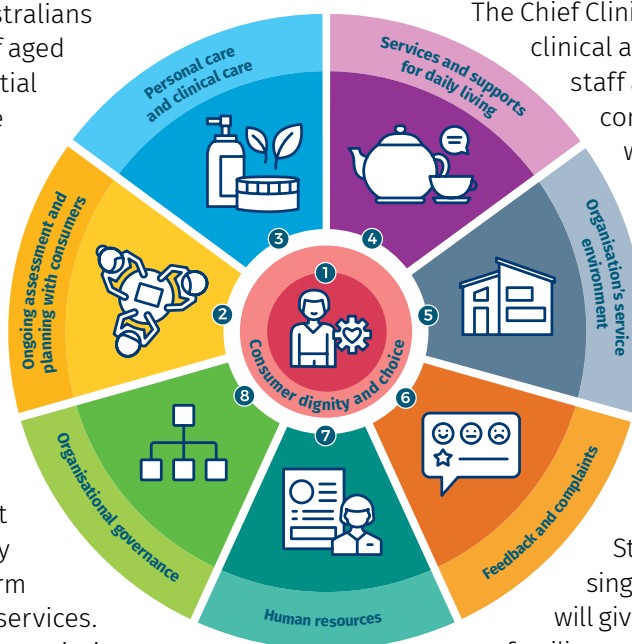 stralians
f aged
tial
The Chief Clini
clinical a
staff a
Personal care
and clinical care
Services and supports
for daily living
Ongoing assessment and
planning with consumers
Organisation's service
environment
3
4
1
2
5
Consumer dignity and choice
8
6
7
Organisational governance
Human resources
Feedback and complaints
t
y
rm
services.
St
sing
will giv